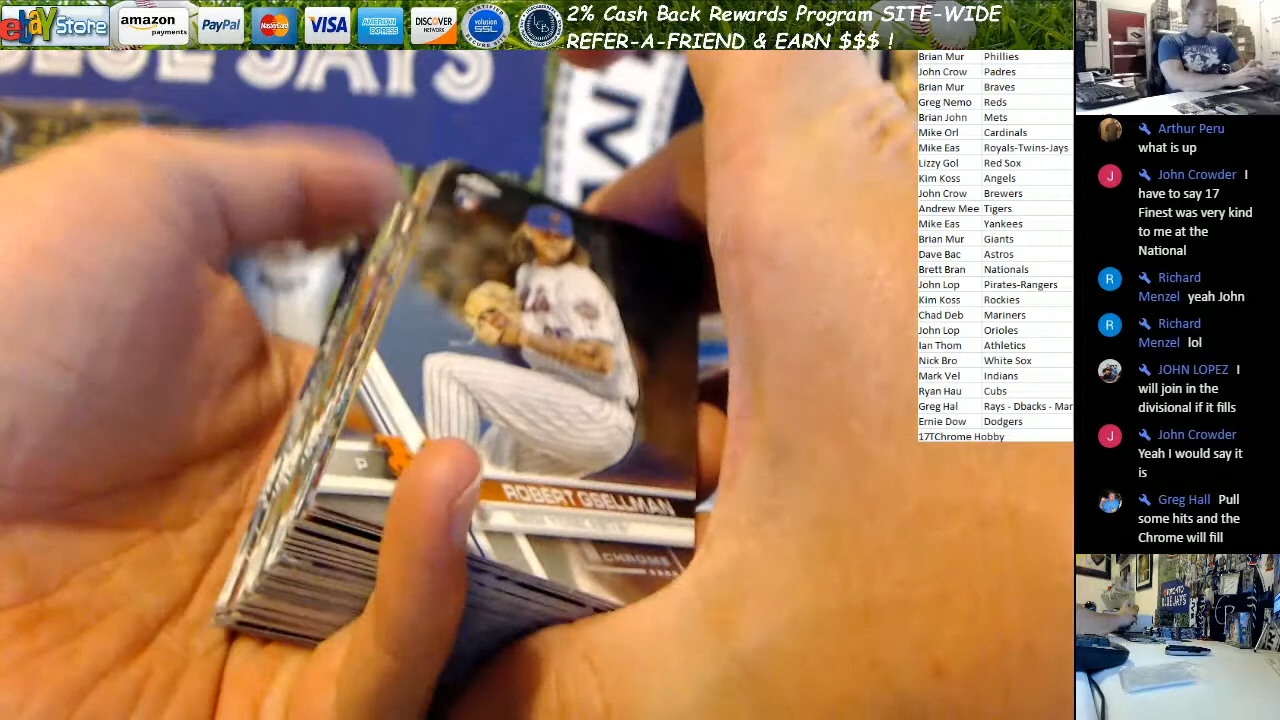 ebay Store
amazon payments
PayPal
MasterCard
VISA
AMERICAN EXPRESS
DISCOVER NETWORK
volusion SSL
2% Cash Back Rewards Program SITE-WIDE
REFER-A-FRIEND & EARN $$$ !
JAYS
ROBERT GSELLMAN
CHROME
Brian Mur Phillies
John Crow Padres
Brian Mur Braves
Greg Nemo Reds
Brian John Mets
Mike Orl Cardinals
Mike Eas Royals-Twins-Jays
Lizzy Gol Red Sox
Kim Koss Angels
John Crow Brewers
Andrew Mee Tigers
Mike Eas Yankees
Brian Mur Giants
Dave Bac Astros
Brett Bran Nationals
John Lop Pirates-Rangers
Kim Koss Rockies
Chad Deb Mariners
John Lop Orioles
Ian Thom Athletics
Nick Bro White Sox
Mark Vel Indians
Ryan Hau Cubs
Greg Hal Rays - Dbacks - Mar
Ernie Dow Dodgers
17TChrome Hobby
Arthur Peru
what is up
J John Crowder I
have to say 17
Finest was very kind
to me at the
National
R Richard
Menzel yeah John
R Richard
Menzel lol
JOHN LOPEZ I
will join in the
divisional if it fills
J John Crowder
Yeah I would say it
is
Greg Hall Pull
some hits and the
Chrome will fill